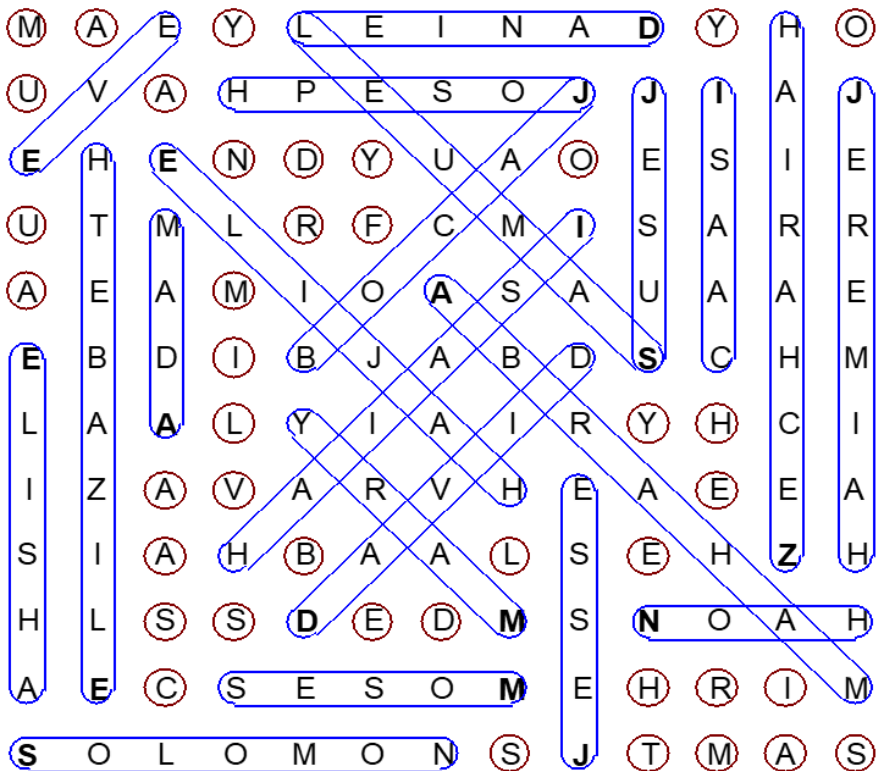 M A E Y L E I N A D Y H O
U V A H P E S O J J I A J
E H E N D Y U A O E S I E
U T M L R F C M I S A R R
A E A M I O A S A U A A E
E B D I B J A B D S C H M
L A A L Y I A I R Y H C I
I Z A V A R V H E A E E A
S I A H B A A L S E H Z H
H L S S D E D M S N O A H
A E C S E S O M E H R I M
S O L O M O N S J T M A S